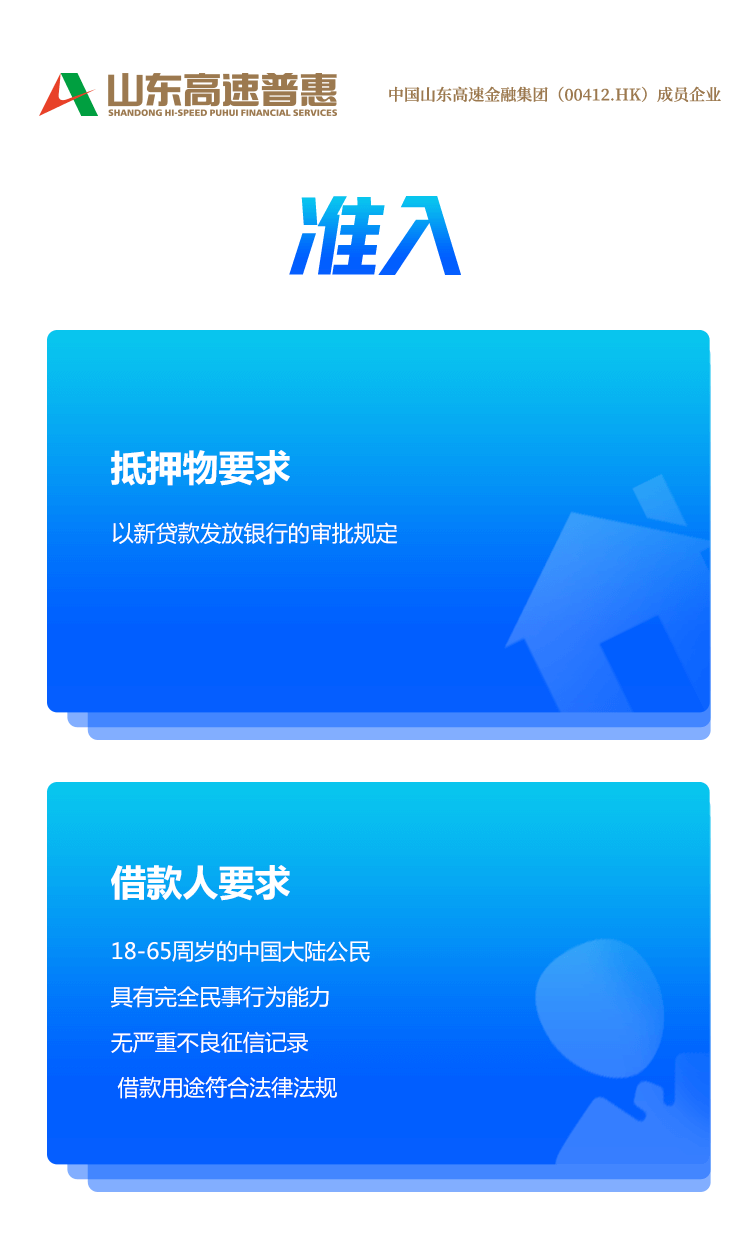 山东高速普惠
SHANDONG HI-SPEED PUHUI FINANCIAL SERVICES
中国山东高速金融集团（00412.HK）成员企业
准入
抵押物要求
以新贷款发放银行的审批规定
借款人要求
18-65周岁的中国大陆公民
具有完全民事行为能力
无严重不良征信记录
借款用途符合法律法规